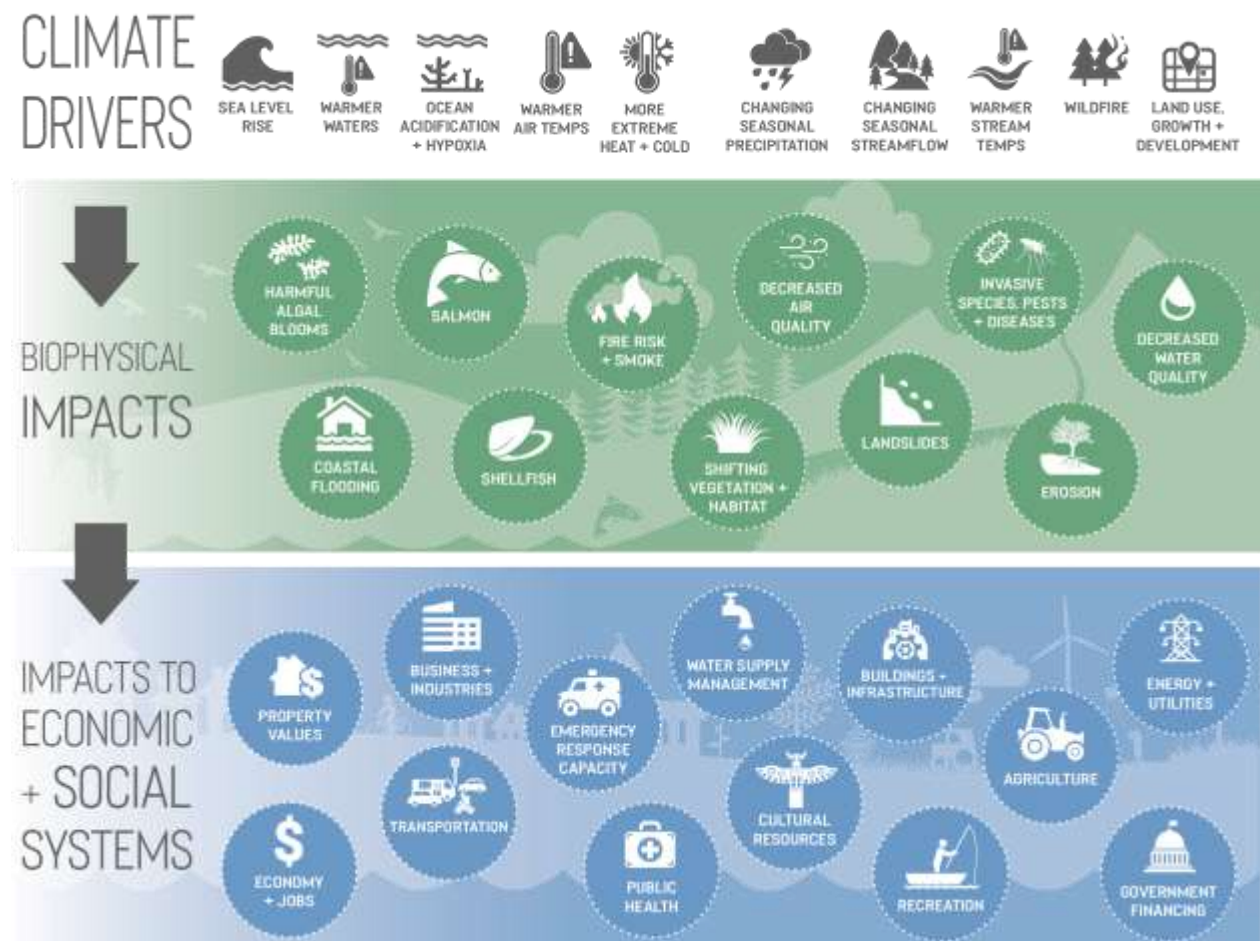 CLIMATE
DRIVERS
SEA LEVEL
RISE
WARMER
WATERS
OCEAN
ACIDIFICATION
+ HYPOXIA
WARMER
AIR TEMPS
MORE
EXTREME
HEAT + COLD
CHANGING
SEASONAL
PRECIPITATION
CHANGING
SEASONAL
STREAMFLOW
WARMER
STREAM
TEMPS
WILDFIRE
LAND USE,
GROWTH +
DEVELOPMENT
BIOPHYSICAL
IMPACTS
HARMFUL
ALGAL
BLOOMS
SALMON
FIRE RISK
+ SMOKE
DECREASED
AIR
QUALITY
INVASIVE
SPECIES, PESTS
+ DISEASES
DECREASED
WATER
QUALITY
COASTAL
FLOODING
SHELLFISH
SHIFTING
VEGETATION +
HABITAT
LANDSLIDES
EROSION
IMPACTS TO
ECONOMIC
+ SOCIAL
SYSTEMS
PROPERTY
VALUES
BUSINESS +
INDUSTRIES
EMERGENCY
RESPONSE
CAPACITY
WATER SUPPLY
MANAGEMENT
BUILDINGS +
INFRASTRUCTURE
AGRICULTURE
ENERGY +
UTILITIES
ECONOMY
+ JOBS
TRANSPORTATION
PUBLIC
HEALTH
CULTURAL
RESOURCES
RECREATION
GOVERNMENT
FINANCING